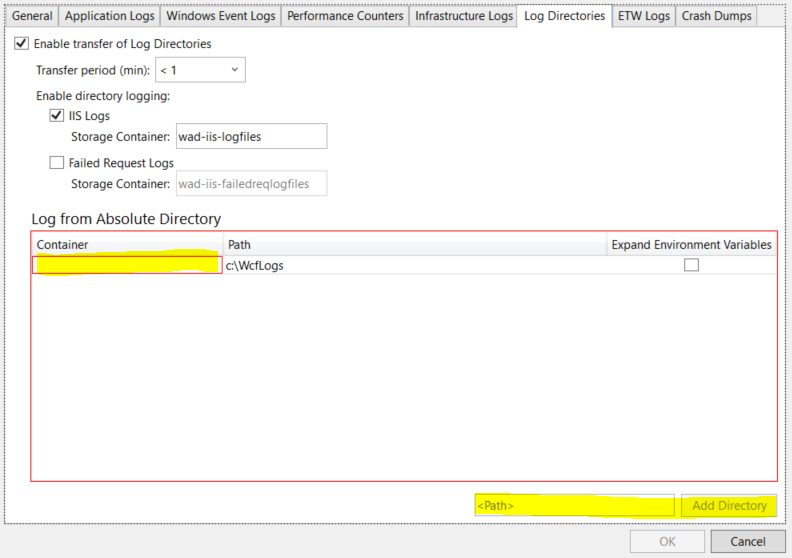 General Application Logs Windows Event Logs Performance Counters Infrastructure Logs Log Directories ETW Logs Crash Dumps
Enable transfer of Log Directories
Transfer period (min): < 1
Enable directory logging:
IIS Logs
Storage Container: wad-iis-logfiles
Failed Request Logs
Storage Container: wad-iis-failedreqlogfiles
Log from Absolute Directory
Container Path Expand Environment Variables
c:\WcfLogs
<Path> Add Directory
OK Cancel